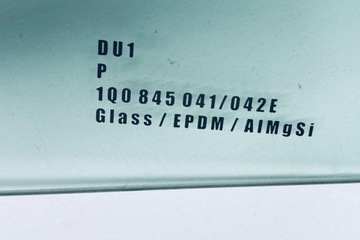 DU1
P
1Q0 845 041/042E
Glass / EPDM / AlMgSi